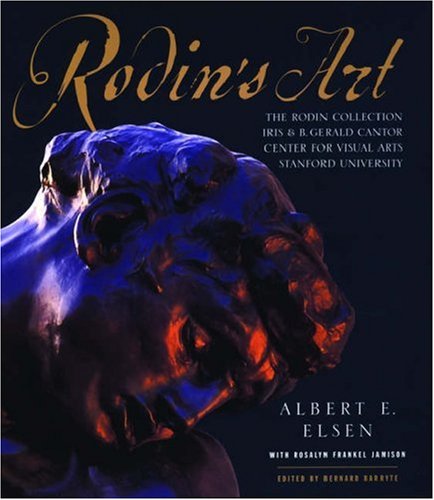 Rodin's Art
THE RODIN COLLECTION
IRIS & B. GERALD CANTOR
CENTER FOR VISUAL ARTS
STANFORD UNIVERSITY
ALBERT E.
ELSEN
WITH ROSALYN FRANKEL JAMISON
EDITED BY BERNARD BARRYTE